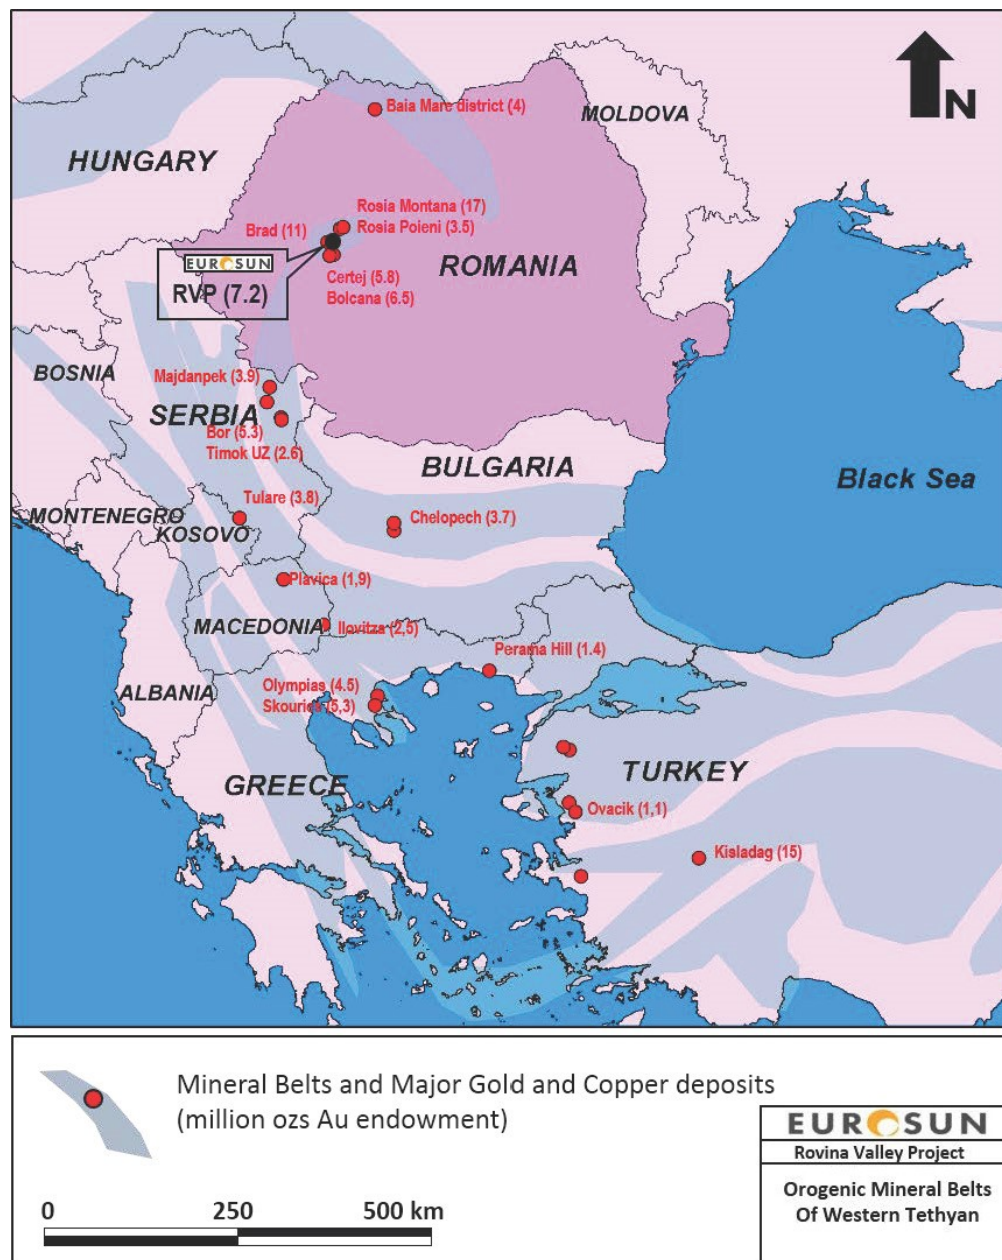 N
Baia Mare district (4)
MOLDOVA
HUNGARY
Rosia Montana (17)
Rosia Poieni (3.5)
Brad (11)
EUROSUN
RVP (7.2)
ROMANIA
Certej (5.8)
Bolcana (6.5)
BOSNIA
Majdanpek (3.9)
SERBIA
Bor (5.3)
Timok UZ (2.6)
BULGARIA
Black Sea
Tulare (3.8)
Chelopech (3.7)
MONTENEGRO
KOSOVO
Plavica (1,9)
MACEDONIA
Ilovitza (2,5)
Perama Hill (1.4)
ALBANIA
Olympias (4.5)
Skouries (5,3)
GREECE
TURKEY
Ovacik (1,1)
Kisladag (15)
Mineral Belts and Major Gold and Copper deposits
(million ozs Au endowment)
0 250 500 km
EUROSUN
Rovina Valley Project
Orogenic Mineral Belts
Of Western Tethyan